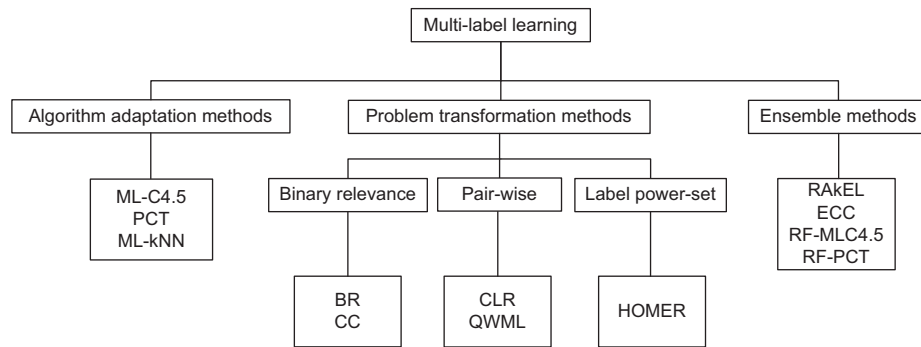 Multi-label learning
Algorithm adaptation methods
Problem transformation methods
Ensemble methods
ML-C4.5
PCT
ML-kNN
Binary relevance
Pair-wise
Label power-set
RAkEL
ECC
RF-MLC4.5
RF-PCT
BR
CC
CLR
QWML
HOMER